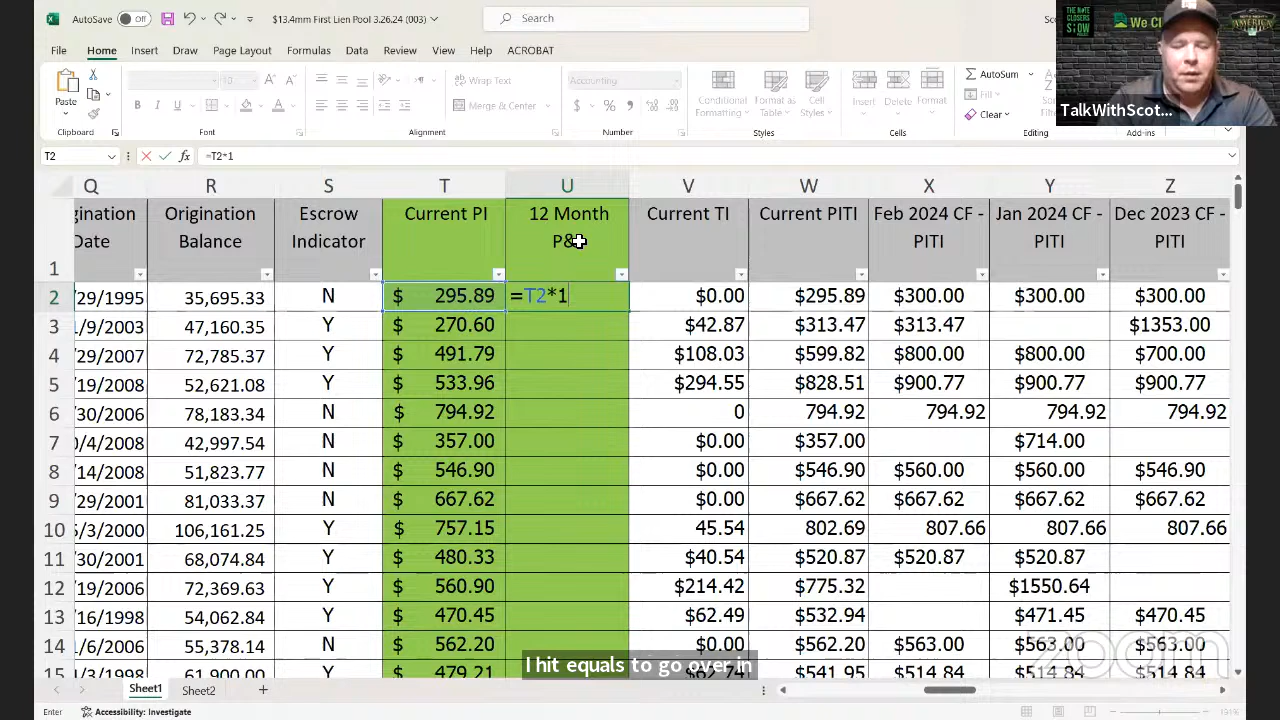 AutoSave Off $13.4mm First Lien Pool 3.26.24 (003) Search
THE NOTE CLOSERS SHOW
We Cl
AMERICA
TalkWithScot...
File Home Insert Draw Page Layout Formulas Data Review View Help ACROBAT
Paste
Wrap Text
Merge & Center
Accounting
Conditional Formatting
Format as Table
Cell Styles
Insert Delete Format
AutoSum
Fill
Clear
Clipboard Font Alignment Number Styles Cells Editing Add-ins
T2 fx =T2*1
Q R S T U V W X Y Z
1 gination Date Origination Balance Escrow Indicator Current PI 12 Month P& Current TI Current PITI Feb 2024 CF - PITI Jan 2024 CF - PITI Dec 2023 CF - PITI
2 /29/1995 35,695.33 N $ 295.89 =T2*1 $0.00 $295.89 $300.00 $300.00 $300.00
3 /9/2003 47,160.35 Y $ 270.60 $42.87 $313.47 $313.47 $1353.00
4 /29/2007 72,785.37 Y $ 491.79 $108.03 $599.82 $800.00 $800.00 $700.00
5 /19/2008 52,621.08 Y $ 533.96 $294.55 $828.51 $900.77 $900.77 $900.77
6 /30/2006 78,183.34 N $ 794.92 0 794.92 794.92 794.92 794.92
7 /4/2008 42,997.54 N $ 357.00 $0.00 $357.00 $714.00
8 /14/2008 51,823.77 N $ 546.90 $0.00 $546.90 $560.00 $560.00 $546.90
9 /29/2001 81,033.37 N $ 667.62 $0.00 $667.62 $667.62 $667.62 $667.62
10 /3/2000 106,161.25 Y $ 757.15 45.54 802.69 807.66 807.66 807.66
11 /30/2001 68,074.84 Y $ 480.33 $40.54 $520.87 $520.87 $520.87
12 /19/2006 72,369.63 Y $ 560.90 $214.42 $775.32 $1550.64
13 /16/1998 54,062.84 Y $ 470.45 $62.49 $532.94 $471.45 $470.45
14 /6/2006 55,378.14 N $ 562.20 $0.00 $562.20 $563.00 $563.00 $563.00
15 /3/1998 61,900.00 Y $ 479.21 $62.74 $541.95 $514.84 $514.84 $514.84
I hit equals to go over in
zoom
Sheet1 Sheet2
Enter Accessibility: Investigate 191%